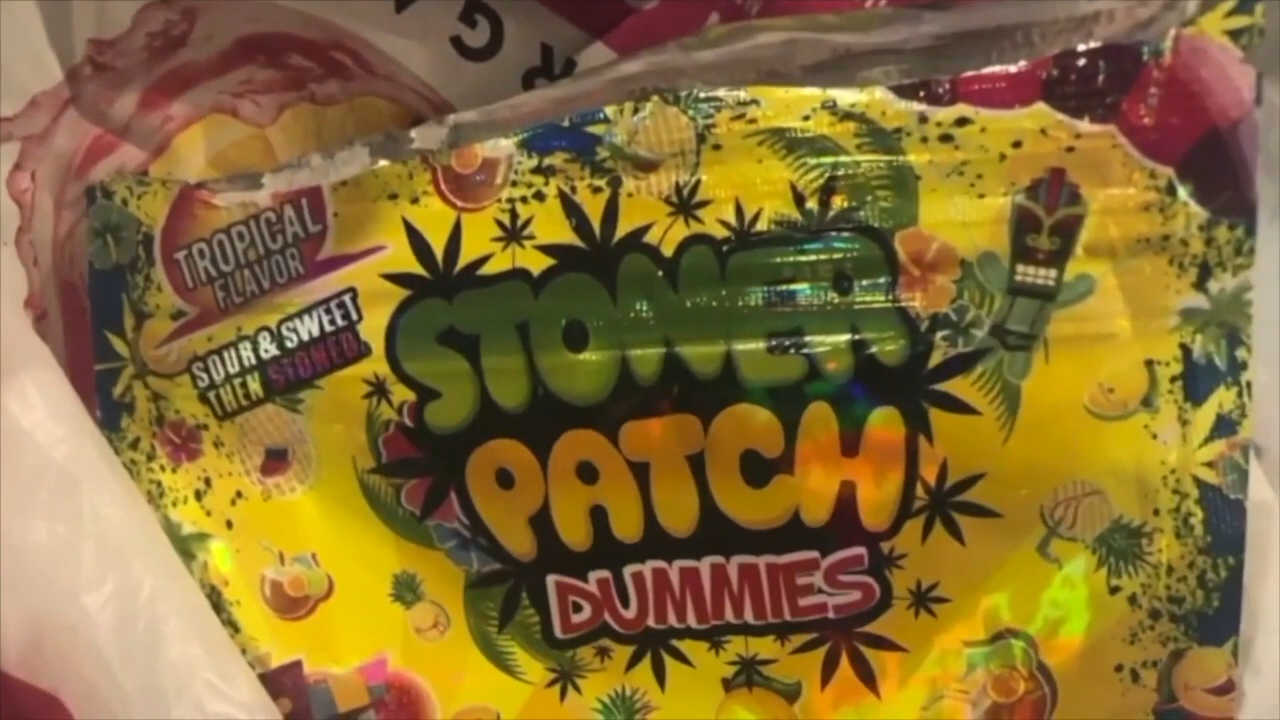 TROPICAL
FLAVOR
SOUR & SWEET
THEN STONED.
STONER
PATCH
DUMMIES